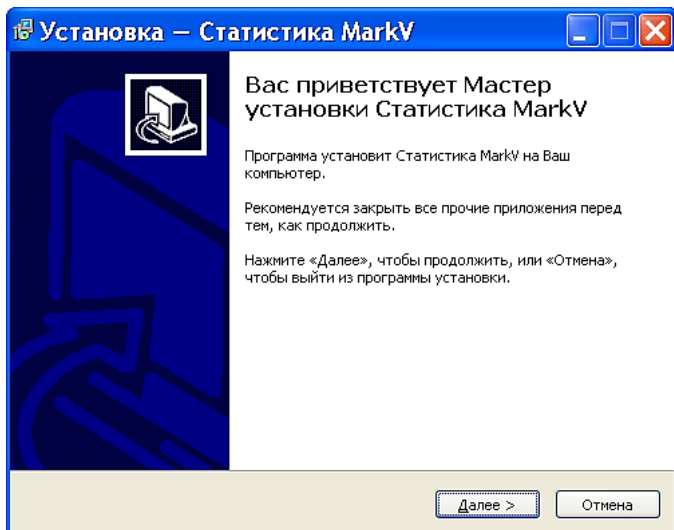 Установка — Статистика MarkV
Вас приветствует Мастер
установки Статистика MarkV
Программа установит Статистика MarkV на Ваш
компьютер.
Рекомендуется закрыть все прочие приложения перед
тем, как продолжить.
Нажмите «Далее», чтобы продолжить, или «Отмена»,
чтобы выйти из программы установки.
Далее >
Отмена